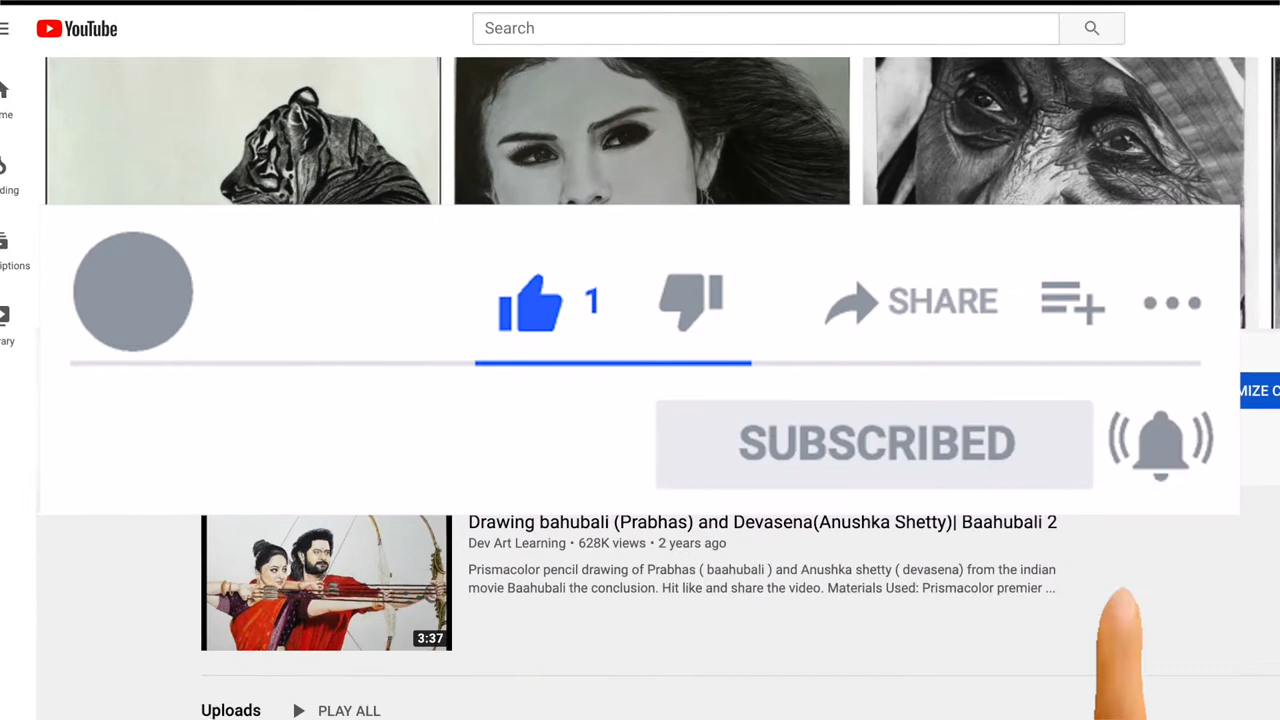 YouTube
Search
me
ding
iptions
rary
1
SHARE
MIZE C
SUBSCRIBED
Drawing bahubali (Prabhas) and Devasena(Anushka Shetty)| Baahubali 2
Dev Art Learning • 628K views • 2 years ago
Prismacolor pencil drawing of Prabhas ( baahubali ) and Anushka shetty ( devasena) from the indian
movie Baahubali the conclusion. Hit like and share the video. Materials Used: Prismacolor premier ...
3:37
Uploads
PLAY ALL